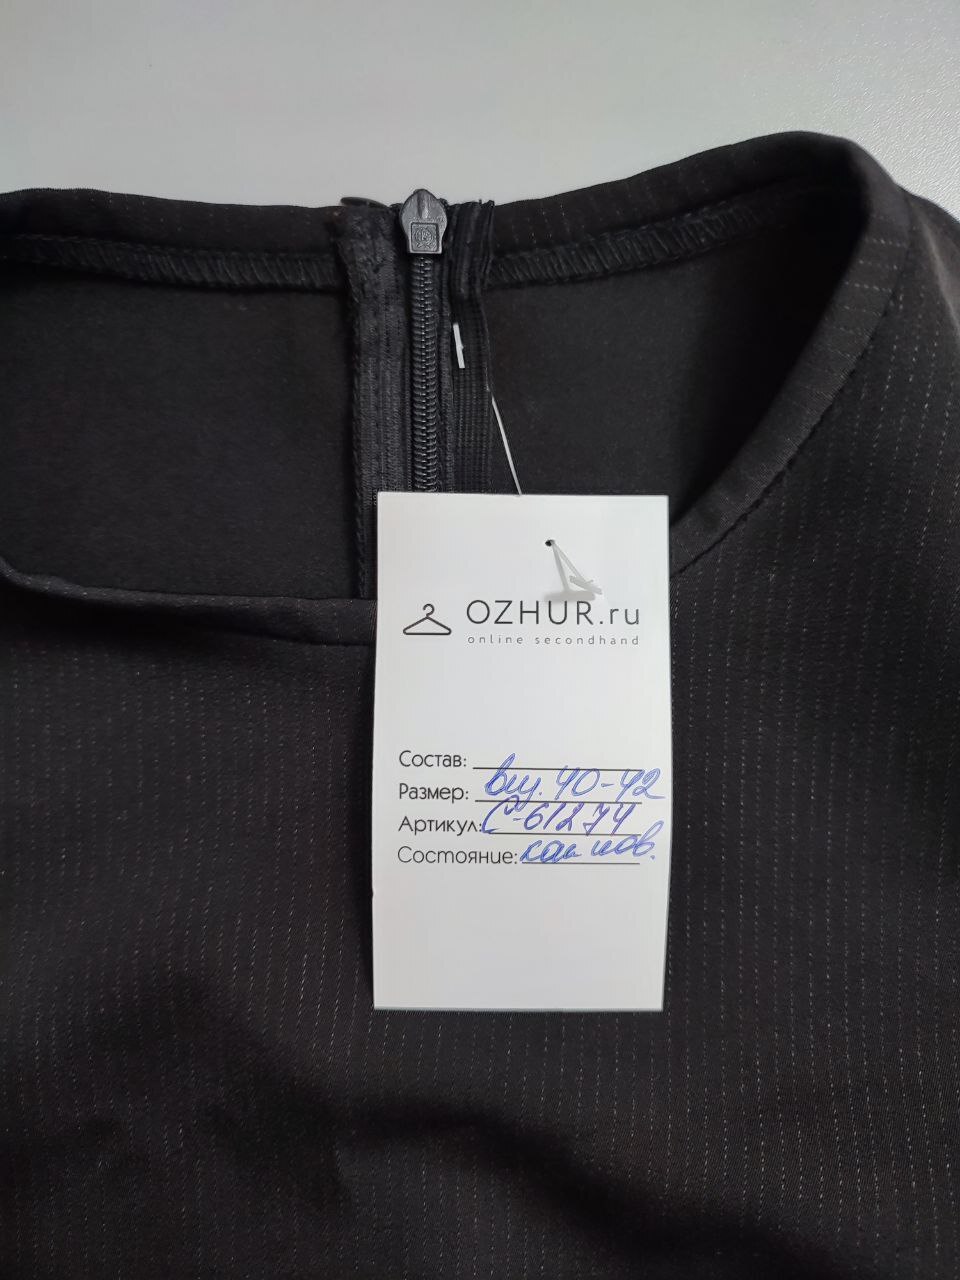 OZHUR.ru
online secondhand
Состав:
Размер: виз. 40-42
Артикул: С-61274
Состояние: как нов.